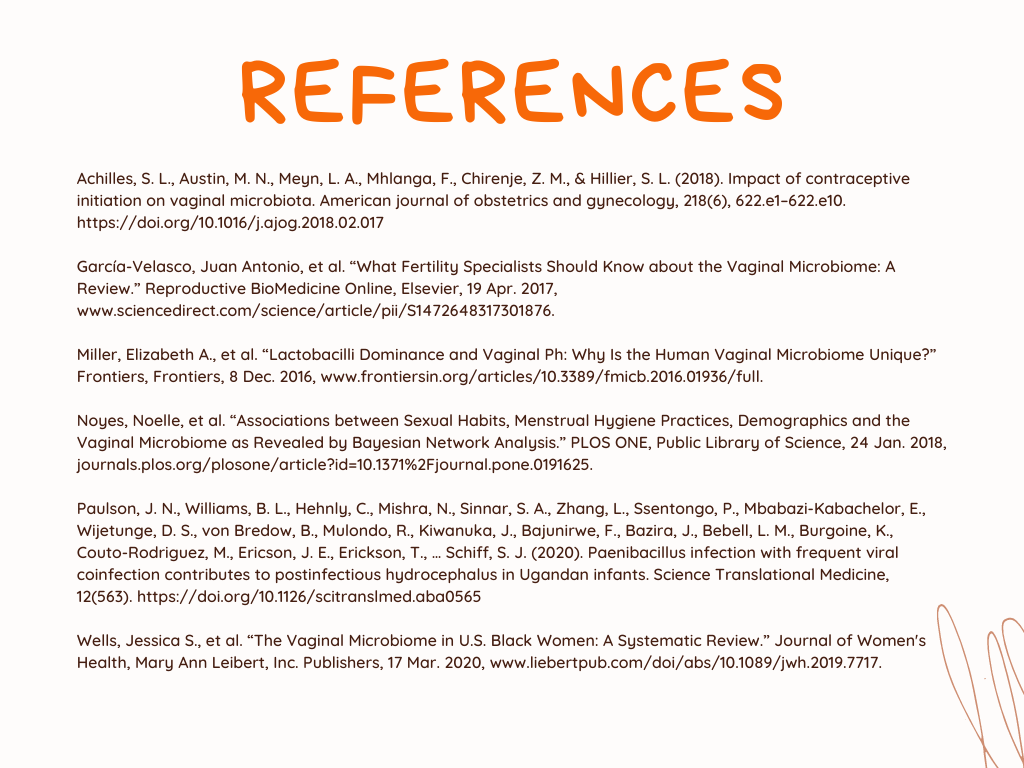 REFERENCES
Achilles, S. L., Austin, M. N., Meyn, L. A., Mhlanga, F., Chirenje, Z. M., & Hillier, S. L. (2018). Impact of contraceptive
initiation on vaginal microbiota. American journal of obstetrics and gynecology, 218(6), 622.e1–622.e10.
https://doi.org/10.1016/j.ajog.2018.02.017
García-Velasco, Juan Antonio, et al. “What Fertility Specialists Should Know about the Vaginal Microbiome: A
Review.” Reproductive BioMedicine Online, Elsevier, 19 Apr. 2017,
www.sciencedirect.com/science/article/pii/S1472648317301876.
Miller, Elizabeth A., et al. “Lactobacilli Dominance and Vaginal Ph: Why Is the Human Vaginal Microbiome Unique?”
Frontiers, Frontiers, 8 Dec. 2016, www.frontiersin.org/articles/10.3389/fmicb.2016.01936/full.
Noyes, Noelle, et al. “Associations between Sexual Habits, Menstrual Hygiene Practices, Demographics and the
Vaginal Microbiome as Revealed by Bayesian Network Analysis.” PLOS ONE, Public Library of Science, 24 Jan. 2018,
journals.plos.org/plosone/article?id=10.1371%2Fjournal.pone.0191625.
Paulson, J. N., Williams, B. L., Hehnly, C., Mishra, N., Sinnar, S. A., Zhang, L., Ssentongo, P., Mbabazi-Kabachelor, E.,
Wijetunge, D. S., von Bredow, B., Mulondo, R., Kiwanuka, J., Bajunirwe, F., Bazira, J., Bebell, L. M., Burgoine, K.,
Couto-Rodriguez, M., Ericson, J. E., Erickson, T., … Schiff, S. J. (2020). Paenibacillus infection with frequent viral
coinfection contributes to postinfectious hydrocephalus in Ugandan infants. Science Translational Medicine,
12(563). https://doi.org/10.1126/scitranslmed.aba0565
Wells, Jessica S., et al. “The Vaginal Microbiome in U.S. Black Women: A Systematic Review.” Journal of Women's
Health, Mary Ann Leibert, Inc. Publishers, 17 Mar. 2020, www.liebertpub.com/doi/abs/10.1089/jwh.2019.7717.